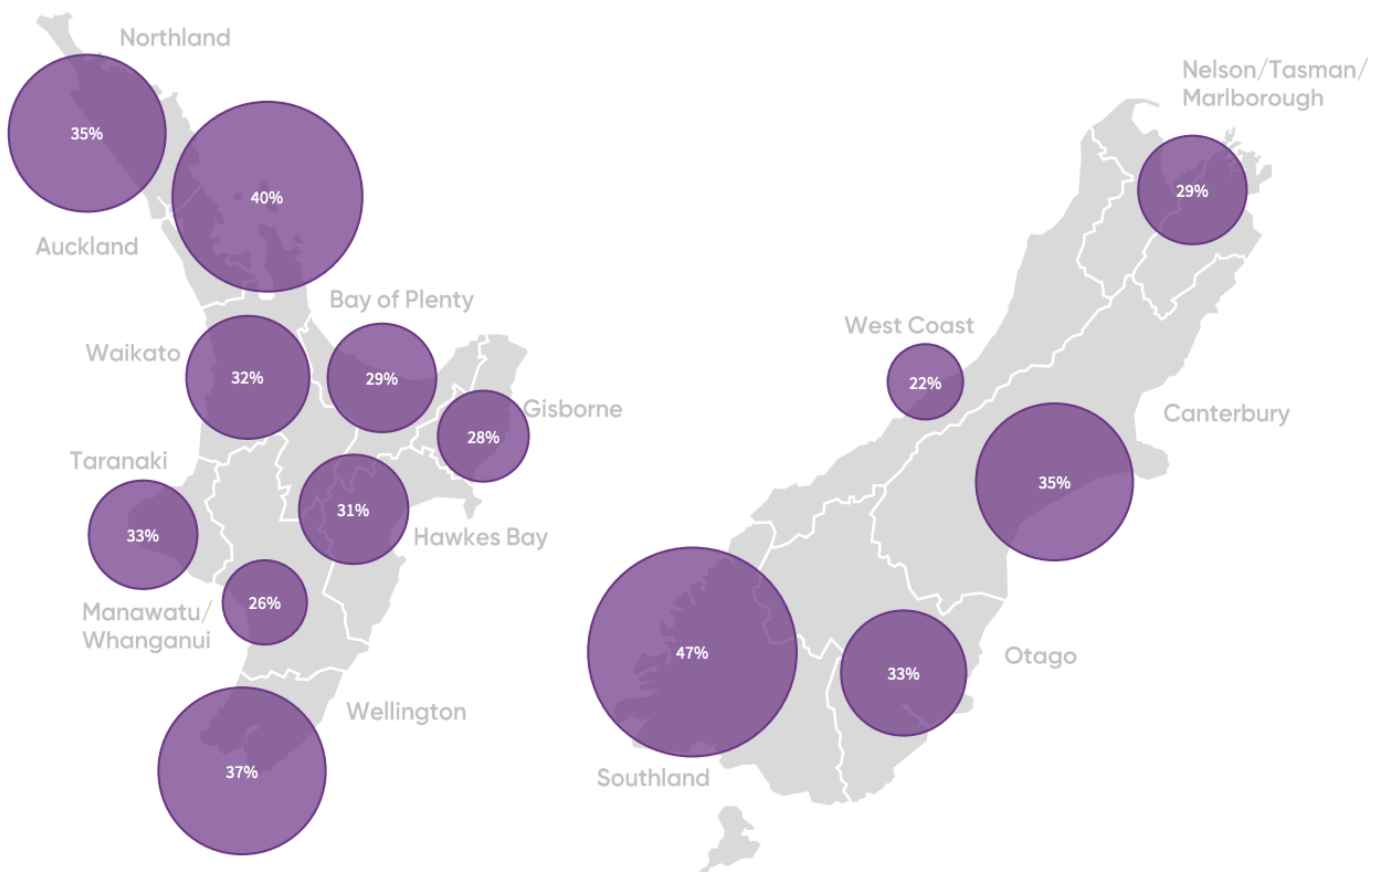 Northland
35%
40%
Auckland
Bay of Plenty
Waikato
32%
29%
Gisborne
28%
Taranaki
33%
31%
Hawkes Bay
Manawatu/
Whanganui
26%
Wellington
37%
Nelson/Tasman/
Marlborough
29%
West Coast
22%
Canterbury
35%
47%
Southland
33%
Otago